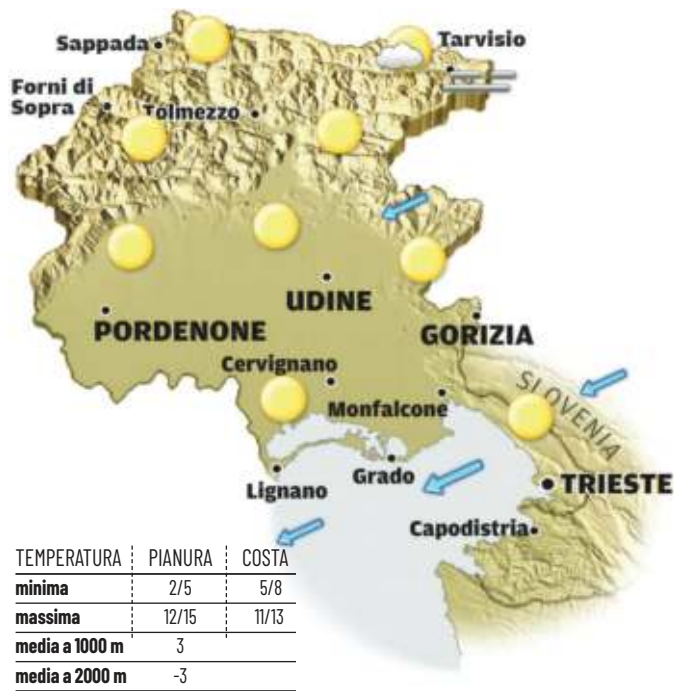 Sappada
Tarvisio
Forni di
Sopra
Tolmezzo
UDINE
PORDENONE
GORIZIA
Cervignano
SLOVENIA
Monfalcone
Grado
Lignano
TRIESTE
Capodistria
TEMPERATURA PIANURA COSTA
minima 2/5 5/8
massima 12/15 11/13
media a 1000 m 3
media a 2000 m -3